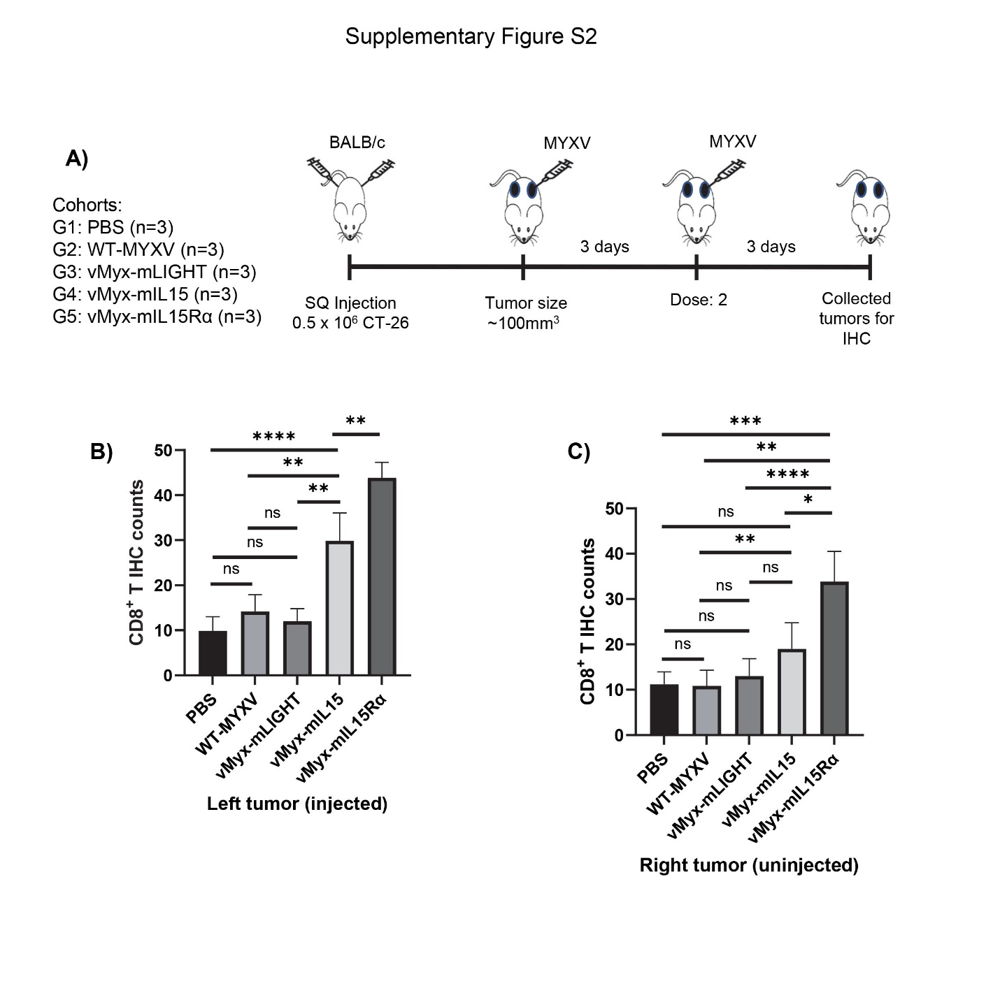 Supplementary Figure S2
A)
Cohorts:
G1: PBS (n=3)
G2: WT-MYXV (n=3)
G3: vMyx-mLIGHT (n=3)
G4: vMyx-mIL15 (n=3)
G5: vMyx-mIL15Rα (n=3)
BALB/c
MYXV
MYXV
3 days
3 days
SQ Injection
0.5 x 10⁶ CT-26
Tumor size
~100mm³
Dose: 2
Collected
tumors for
IHC
B)
CD8⁺ T IHC counts
50
40
30
20
10
0
**
****
**
**
ns
ns
ns
PBS
WT-MYXV
vMyx-mLIGHT
vMyx-mIL15
vMyx-mIL15Rα
Left tumor (injected)
C)
CD8⁺ T IHC counts
50
40
30
20
10
0
***
**
****
*
ns
**
ns
ns
ns
ns
PBS
WT-MYXV
vMyx-mLIGHT
vMyx-mIL15
vMyx-mIL15Rα
Right tumor (uninjected)